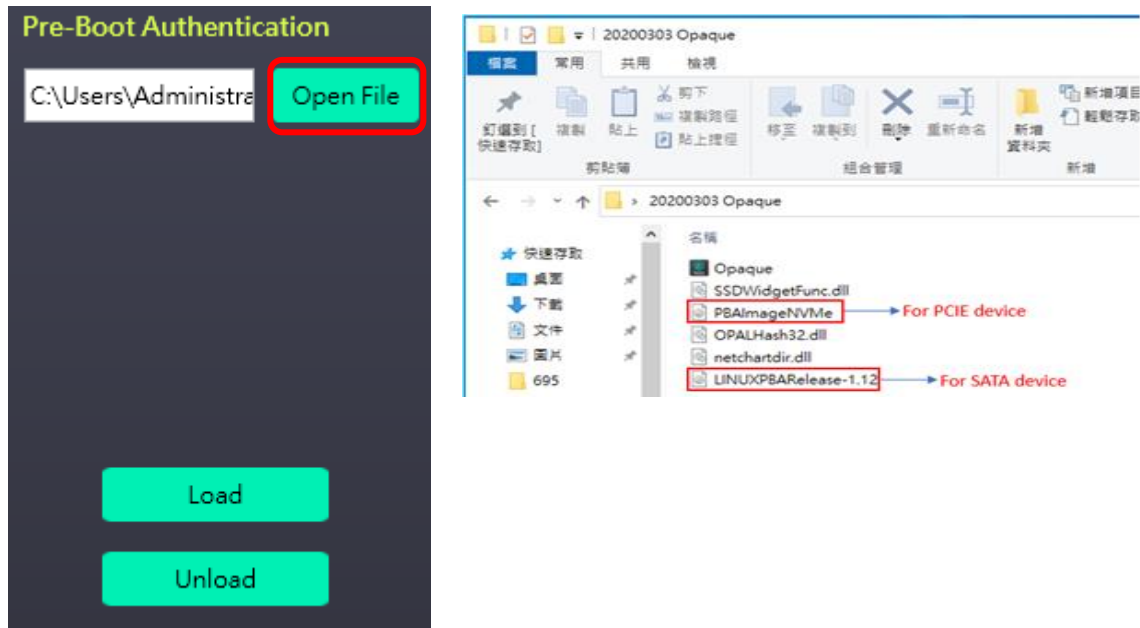 Pre-Boot Authentication
C:\Users\Administra
Open File
Load
Unload
20200303 Opaque
檔案 常用 共用 檢視
釘選到 [
快速存取]
複製
貼上
剪下
複製路徑
貼上捷徑
移至
複製到
刪除
重新命名
新增
資料夾
新增項目
輕鬆存取
剪貼簿
組合管理
新增
20200303 Opaque
快速存取
桌面
下載
文件
圖片
695
名稱
Opaque
SSDWidgetFunc.dll
PBAImageNVMe
For PCIE device
OPALHash32.dll
netchartdir.dll
LINUXPBARelease-1.12
For SATA device